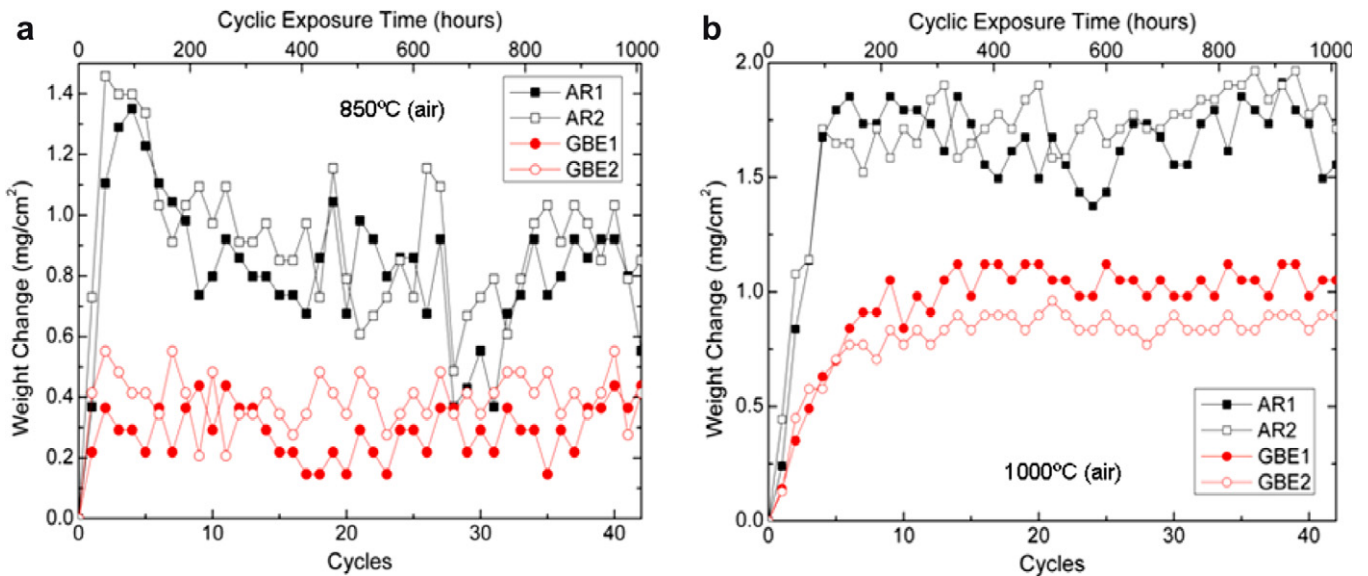 a
Cyclic Exposure Time (hours)
0 200 400 600 800 1000
1.5
1.4
1.2
1.0
0.8
0.6
0.4
0.2
0.0
Weight Change (mg/cm²)
850ºC (air)
AR1
AR2
GBE1
GBE2
0 10 20 30 40
Cycles
b
Cyclic Exposure Time (hours)
0 200 400 600 800 1000
2.0
1.5
1.0
0.5
0.0
Weight Change (mg/cm²)
AR1
AR2
GBE1
GBE2
1000ºC (air)
0 10 20 30 40
Cycles